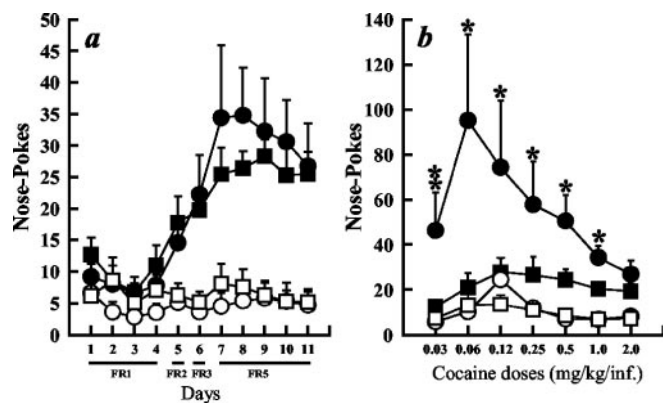 a
b
Nose-Pokes
50
45
40
35
30
25
20
15
10
5
0
1 2 3 4 5 6 7 8 9 10 11
FR1 FR2 FR3 FR5
Days
Nose-Pokes
140
120
100
80
60
40
20
0
* * * * * * * *
0.03 0.06 0.12 0.25 0.5 1.0 2.0
Cocaine doses (mg/kg/inf.)